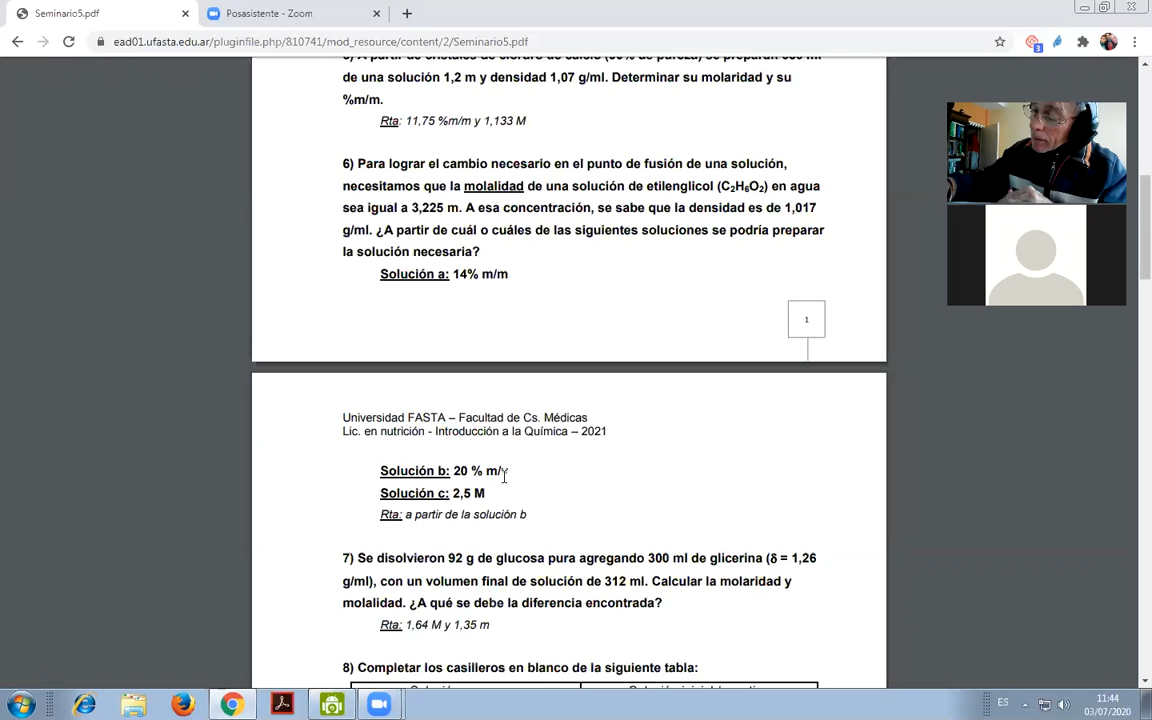 Seminario5.pdf
Posasistente - Zoom
ead01.ufasta.edu.ar/pluginfile.php/810741/mod_resource/content/2/Seminario5.pdf
3
de una solución 1,2 m y densidad 1,07 g/ml. Determinar su molaridad y su
%m/m.
Rta: 11,75 %m/m y 1,133 M
6) Para lograr el cambio necesario en el punto de fusión de una solución,
necesitamos que la molalidad de una solución de etilenglicol (C₂H₆O₂) en agua
sea igual a 3,225 m. A esa concentración, se sabe que la densidad es de 1,017
g/ml. ¿A partir de cuál o cuáles de las siguientes soluciones se podría preparar
la solución necesaria?
Solución a: 14% m/m
1
Universidad FASTA – Facultad de Cs. Médicas
Lic. en nutrición - Introducción a la Química – 2021
Solución b: 20 % m/v
Solución c: 2,5 M
Rta: a partir de la solución b
7) Se disolvieron 92 g de glucosa pura agregando 300 ml de glicerina (δ = 1,26
g/ml), con un volumen final de solución de 312 ml. Calcular la molaridad y
molalidad. ¿A qué se debe la diferencia encontrada?
Rta: 1,64 M y 1,35 m
8) Completar los casilleros en blanco de la siguiente tabla:
ES
11:44
03/07/2020